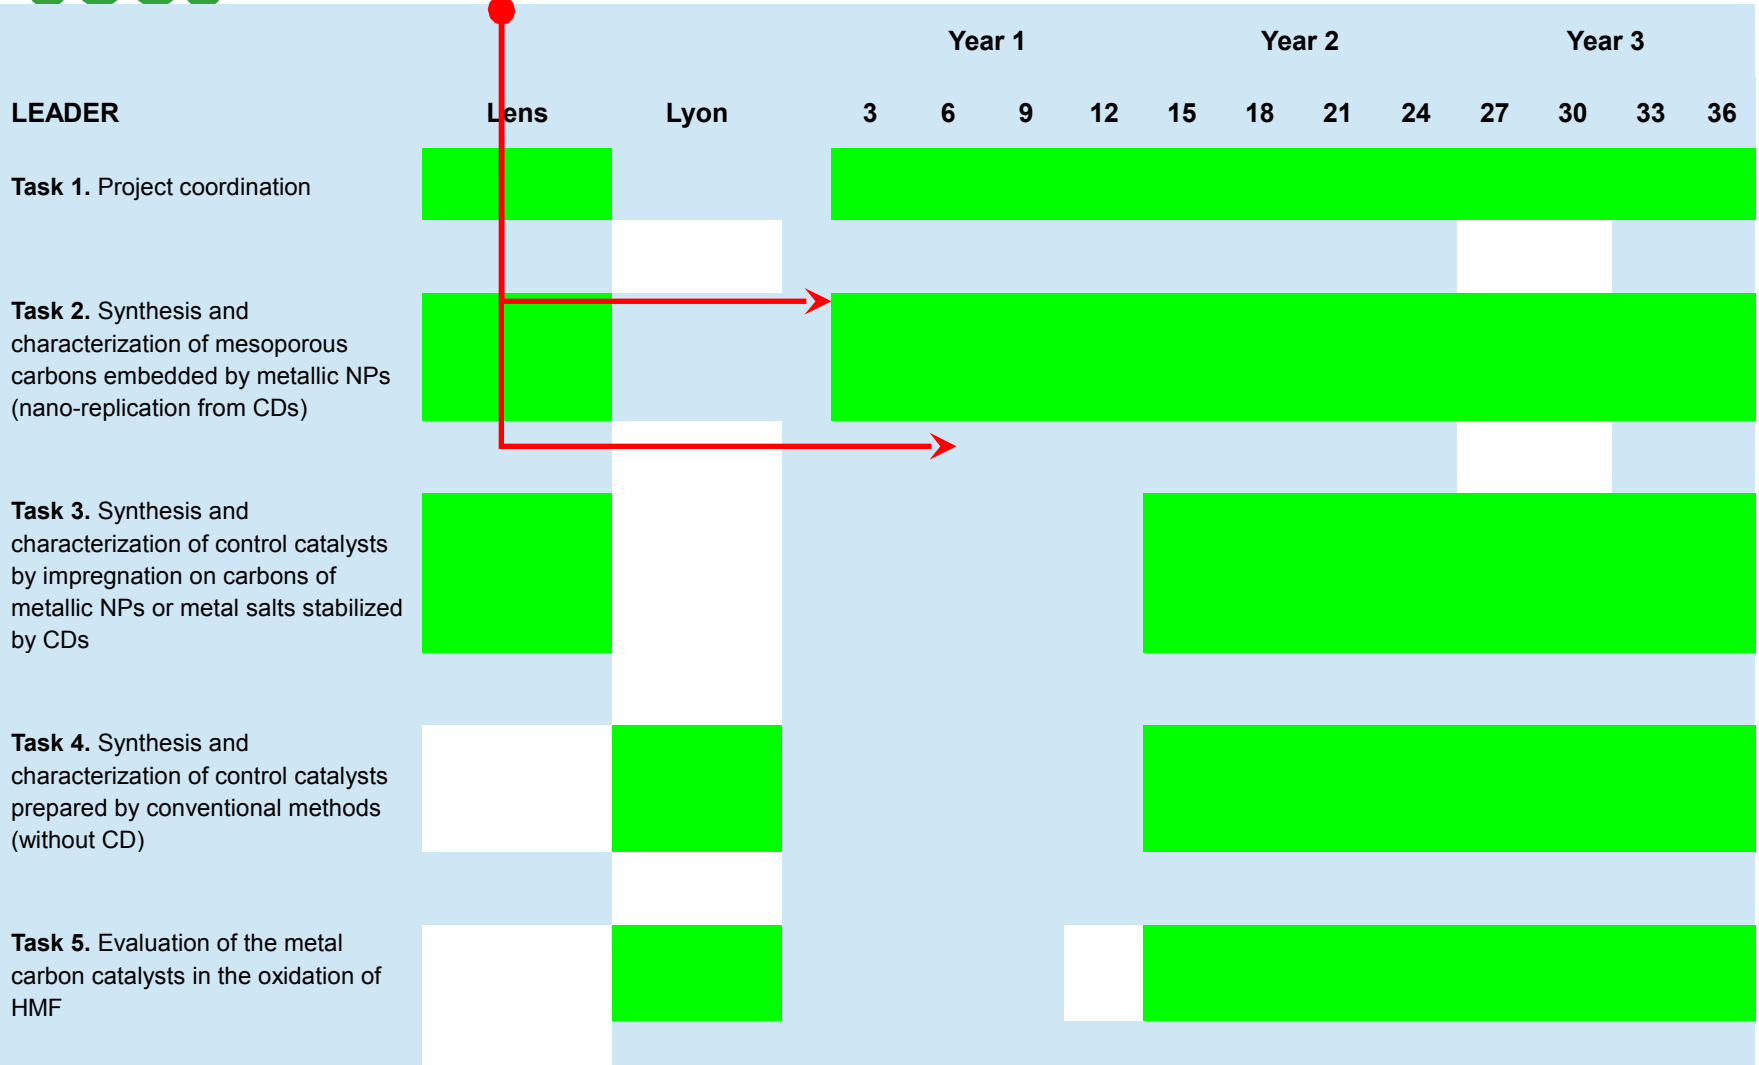 Year 1 Year 2 Year 3
LEADER Lens Lyon 3 6 9 12 15 18 21 24 27 30 33 36
Task 1. Project coordination
Task 2. Synthesis and
characterization of mesoporous
carbons embedded by metallic NPs
(nano-replication from CDs)
Task 3. Synthesis and
characterization of control catalysts
by impregnation on carbons of
metallic NPs or metal salts stabilized
by CDs
Task 4. Synthesis and
characterization of control catalysts
prepared by conventional methods
(without CD)
Task 5. Evaluation of the metal
carbon catalysts in the oxidation of
HMF